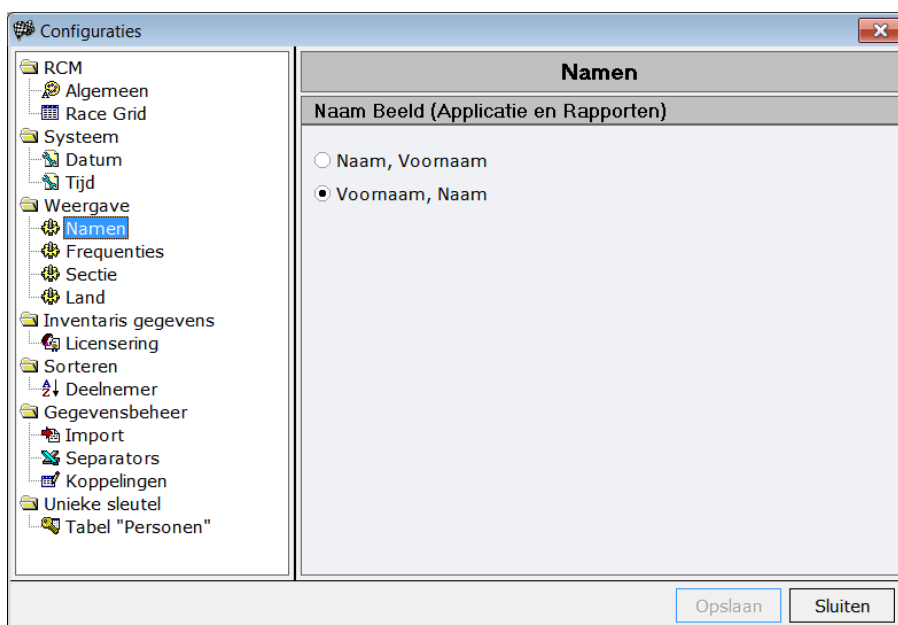 Configuraties
RCM
Algemeen
Race Grid
Systeem
Datum
Tijd
Weergave
Namen
Frequenties
Sectie
Land
Inventaris gegevens
Licensering
Sorteren
Deelnemer
Gegevensbeheer
Import
Separators
Koppelingen
Unieke sleutel
Tabel "Personen"
Namen
Naam Beeld (Applicatie en Rapporten)
Naam, Voornaam
Voornaam, Naam
Opslaan
Sluiten